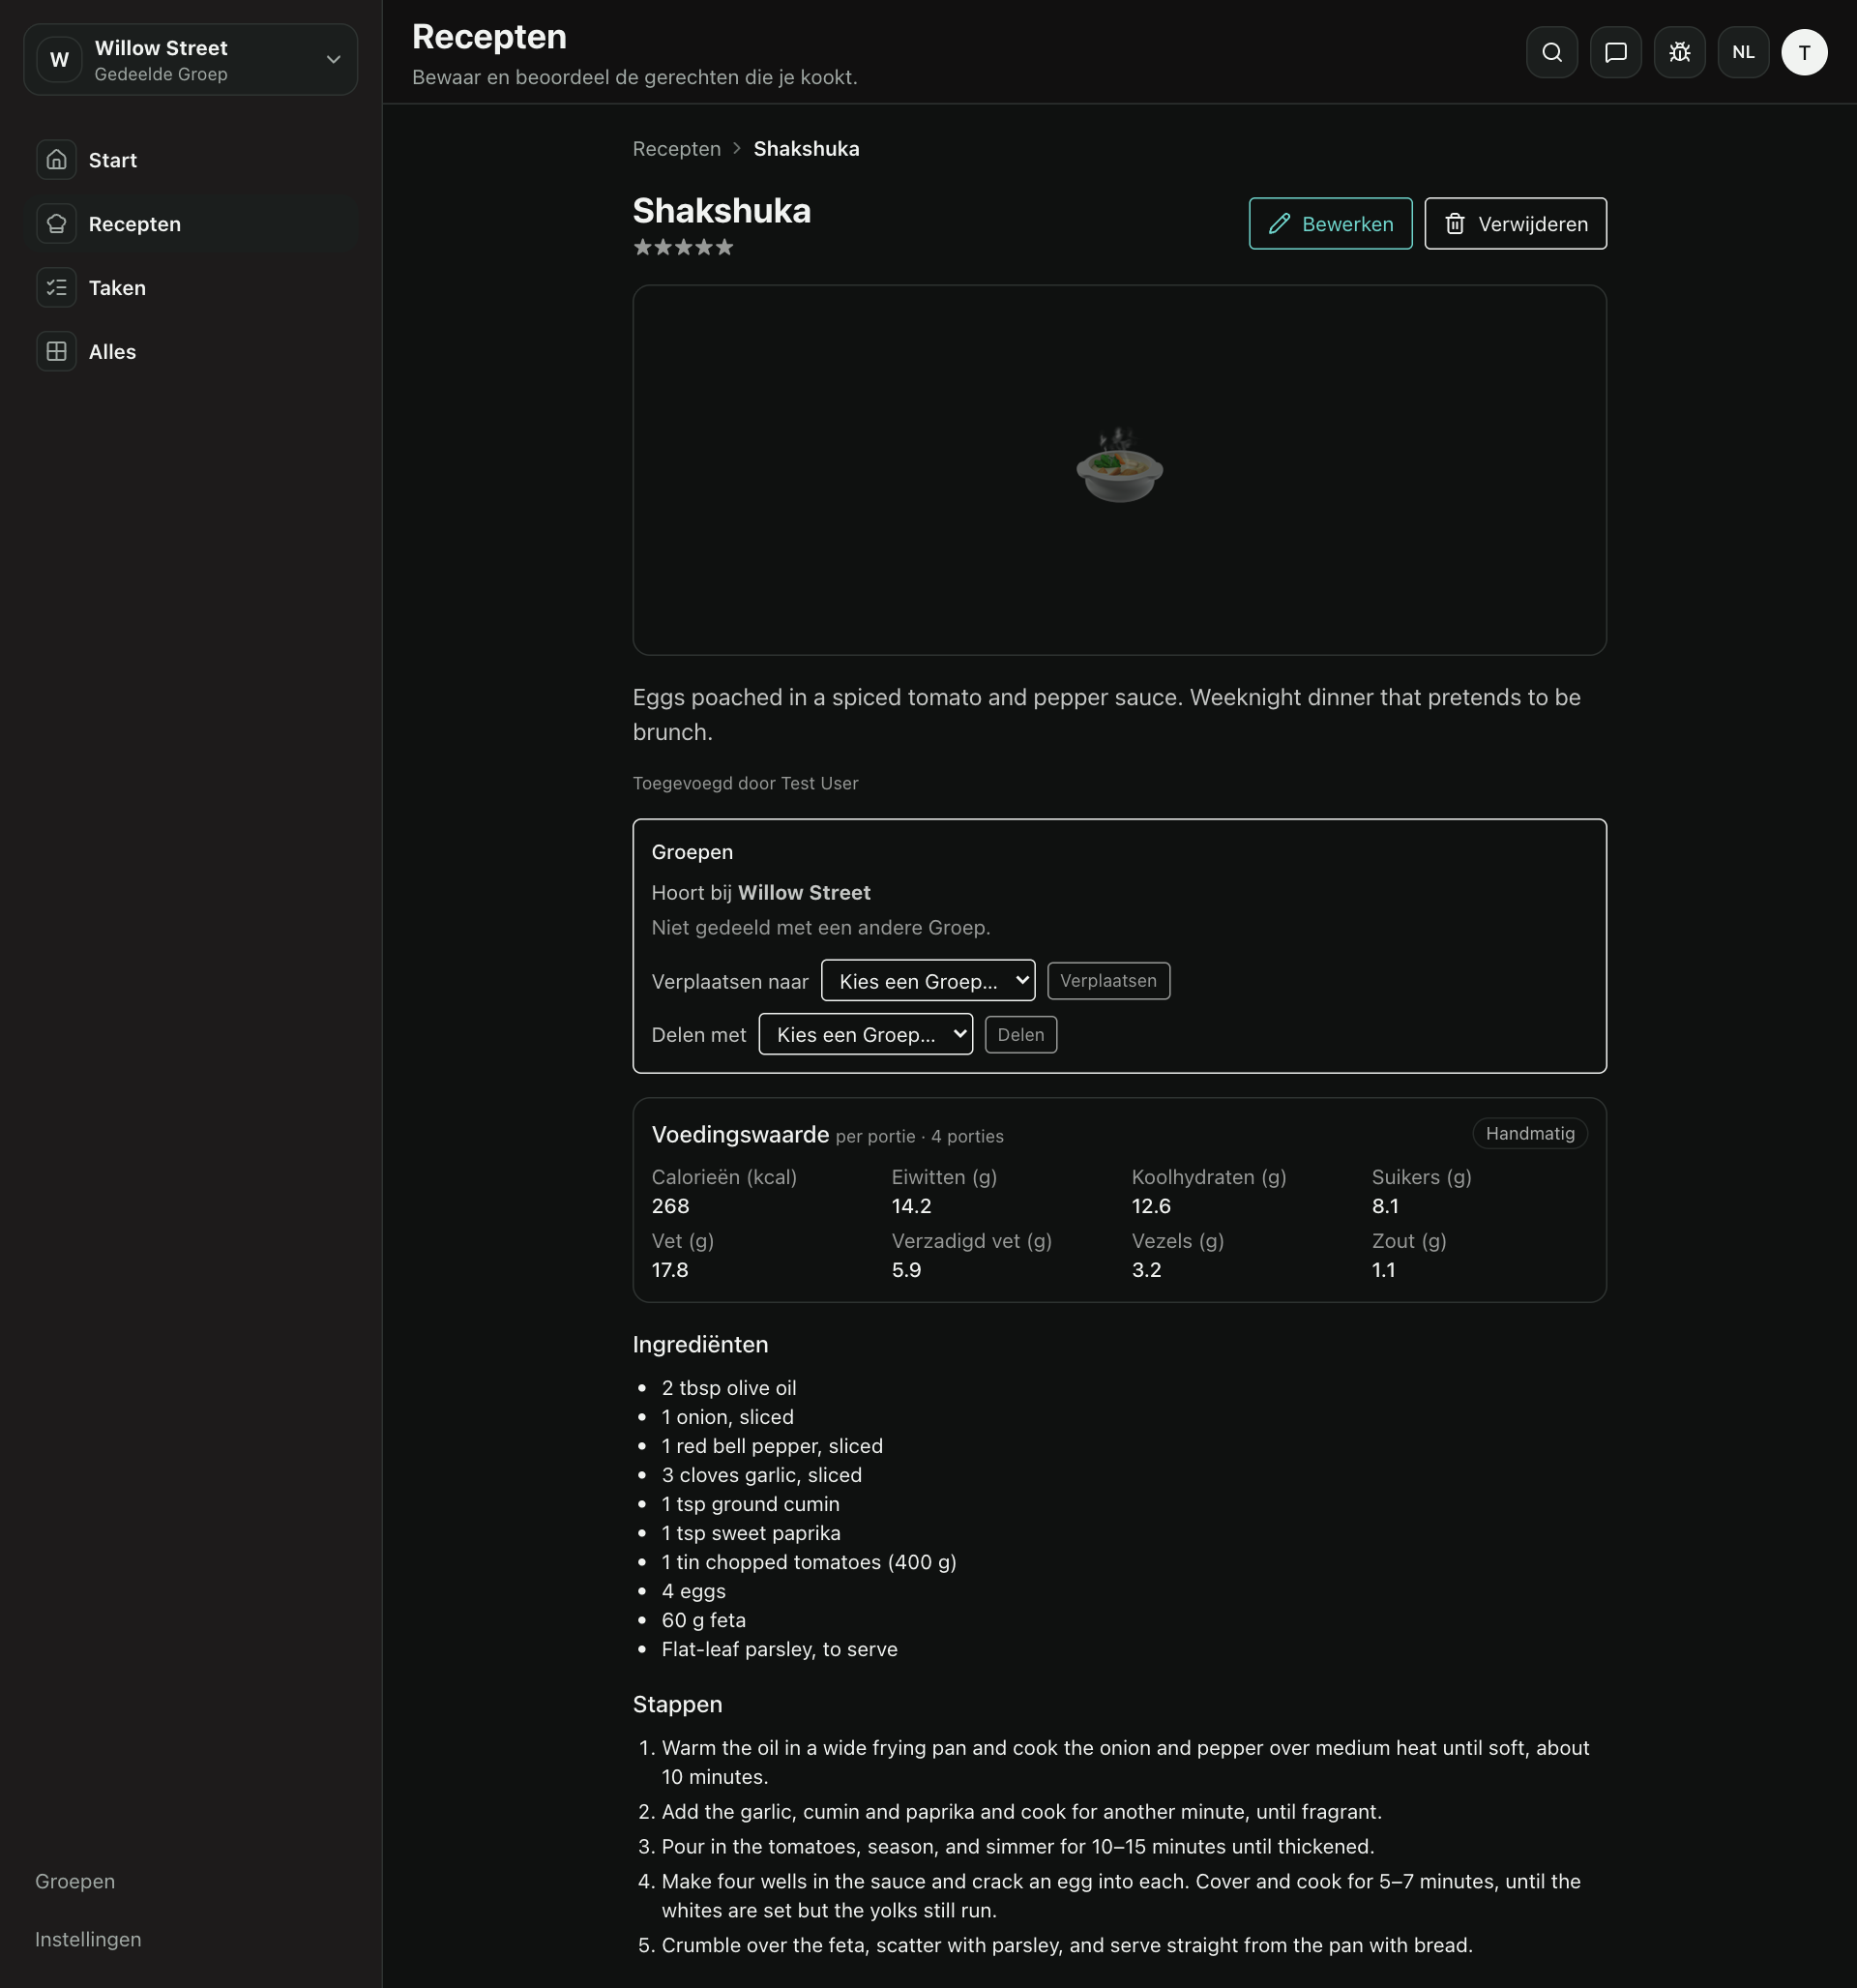 W
Willow Street
Gedeelde Groep
Start
Recepten
Taken
Alles
Groepen
Instellingen
Recepten
Bewaar en beoordeel de gerechten die je kookt.
NL
T
Recepten > Shakshuka
Shakshuka
★★★★★
Bewerken
Verwijderen
Eggs poached in a spiced tomato and pepper sauce. Weeknight dinner that pretends to be
brunch.
Toegevoegd door Test User
Groepen
Hoort bij Willow Street
Niet gedeeld met een andere Groep.
Verplaatsen naar Kies een Groep... Verplaatsen
Delen met Kies een Groep... Delen
Voedingswaarde per portie · 4 porties Handmatig
Calorieën (kcal) Eiwitten (g) Koolhydraten (g) Suikers (g)
268 14.2 12.6 8.1
Vet (g) Verzadigd vet (g) Vezels (g) Zout (g)
17.8 5.9 3.2 1.1
Ingrediënten
• 2 tbsp olive oil
• 1 onion, sliced
• 1 red bell pepper, sliced
• 3 cloves garlic, sliced
• 1 tsp ground cumin
• 1 tsp sweet paprika
• 1 tin chopped tomatoes (400 g)
• 4 eggs
• 60 g feta
• Flat-leaf parsley, to serve
Stappen
1. Warm the oil in a wide frying pan and cook the onion and pepper over medium heat until soft, about
10 minutes.
2. Add the garlic, cumin and paprika and cook for another minute, until fragrant.
3. Pour in the tomatoes, season, and simmer for 10–15 minutes until thickened.
4. Make four wells in the sauce and crack an egg into each. Cover and cook for 5–7 minutes, until the
whites are set but the yolks still run.
5. Crumble over the feta, scatter with parsley, and serve straight from the pan with bread.